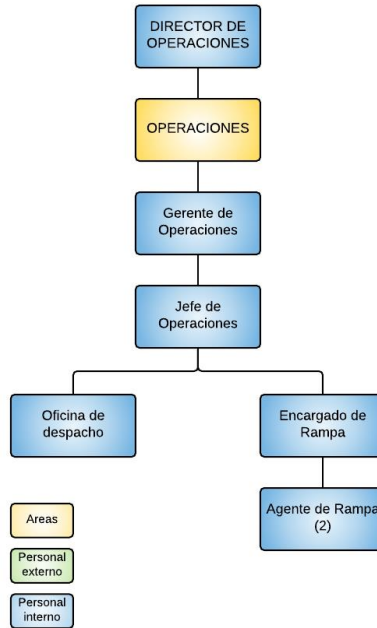 DIRECTOR DE
OPERACIONES
OPERACIONES
Gerente de
Operaciones
Jefe de
Operaciones
Oficina de
despacho
Encargado de
Rampa
Agente de Rampa
(2)
Areas
Personal
externo
Personal
interno